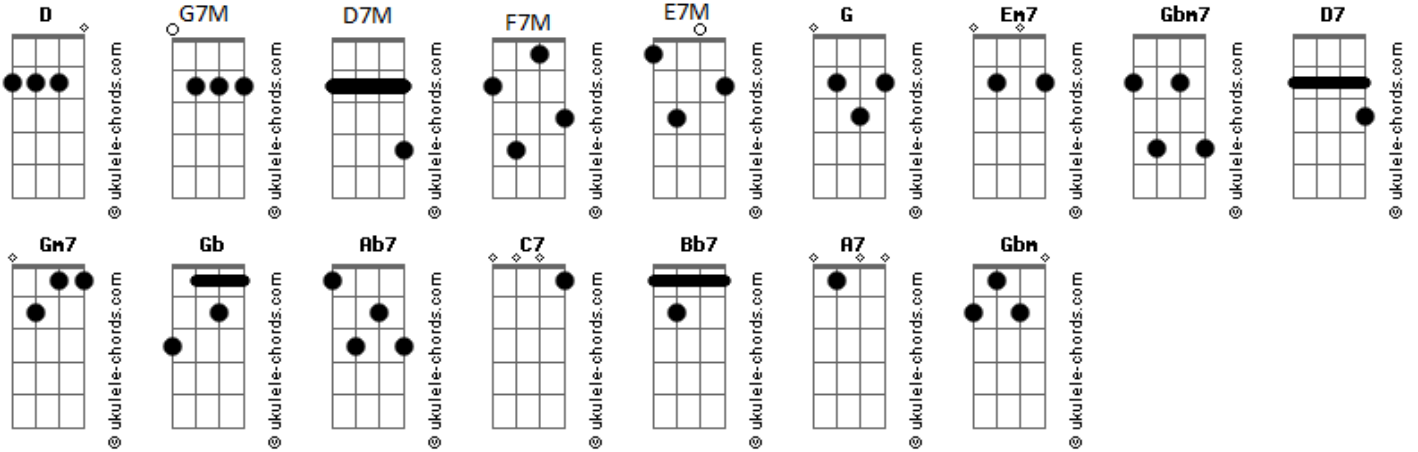 D G7M D7M F7M E7M G Em7 Gbm7 D7
© ukulele-chords.com © ukulele-chords.com © ukulele-chords.com © ukulele-chords.com © ukulele-chords.com © ukulele-chords.com © ukulele-chords.com © ukulele-chords.com © ukulele-chords.com
Gm7 Gb Ab7 C7 Bb7 A7 Gbm
© ukulele-chords.com © ukulele-chords.com © ukulele-chords.com © ukulele-chords.com © ukulele-chords.com © ukulele-chords.com © ukulele-chords.com